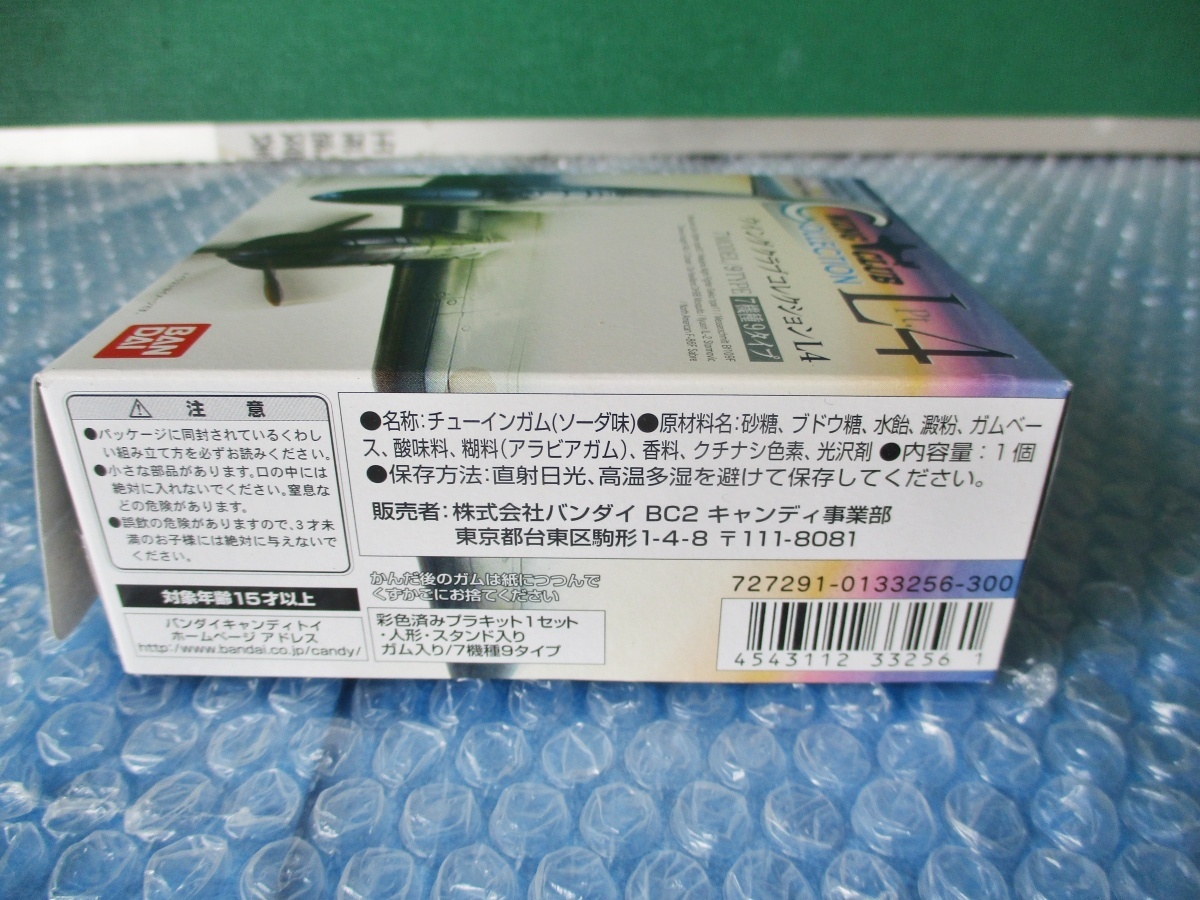 BAN
DAI
ウイングクラブコレクションL4
MODEL 9TYPE 7機種9タイプ
COLLECTION
Pt.
L4
注意
●パッケージに同封されているくわし
い組み立て方を必ずお読みください。
●小さな部品があります。口の中には
絶対に入れないでください。窒息な
どの危険があります。
●誤飲の危険がありますので、3才未
満のお子様には絶対に与えないで
ください。
対象年齢15才以上
バンダイキャンディトイ
ホームページ アドレス
http://www.bandai.co.jp/candy/
●名称:チューインガム(ソーダ味)●原材料名:砂糖、ブドウ糖、水飴、澱粉、ガムベー
ス、酸味料、糊料(アラビアガム)、香料、クチナシ色素、光沢剤 ●内容量:1個
●保存方法:直射日光、高温多湿を避けて保存してください。
販売者:株式会社バンダイ BC2 キャンディ事業部
東京都台東区駒形1-4-8 〒111-8081
かんだ後のガムは紙につつんで
くずかごにお捨てください
彩色済みプラキット1セット
・人形・スタンド入り
ガム入り/7機種9タイプ
727291-0133256-300
4543112 33256 1